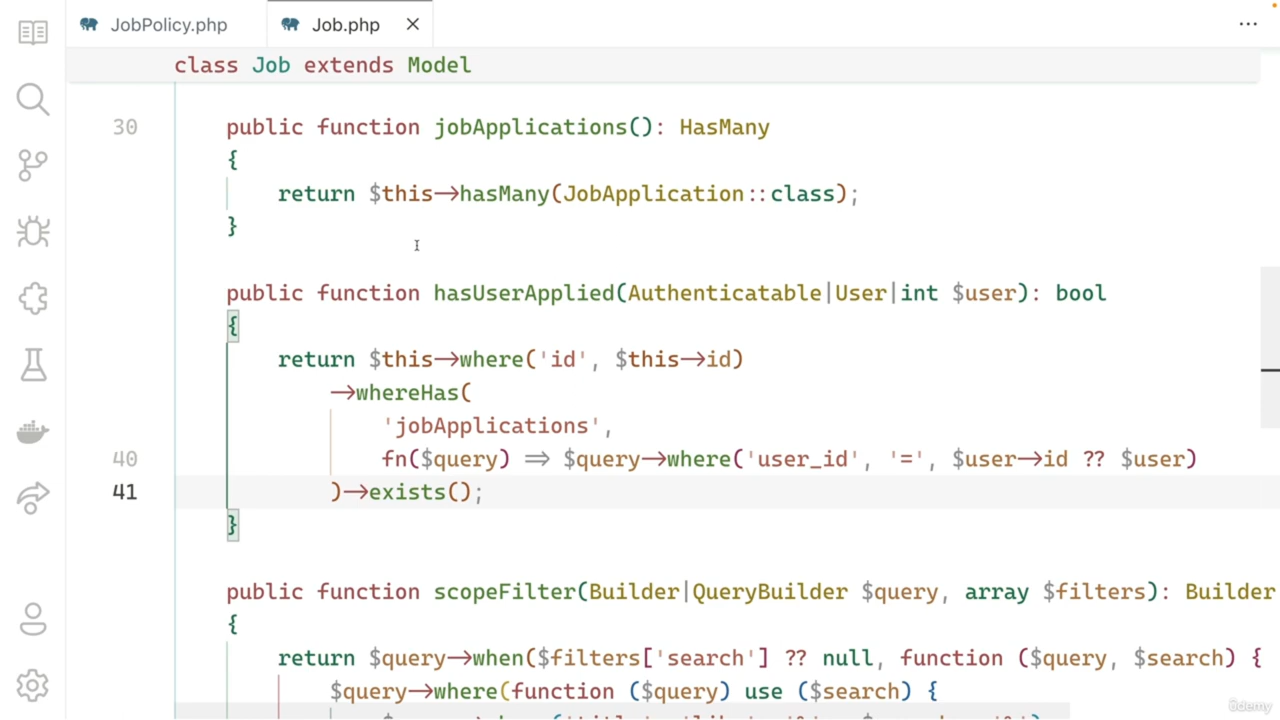 JobPolicy.php
Job.php
class Job extends Model
30 public function jobApplications(): HasMany
{
return $this->hasMany(JobApplication::class);
}
public function hasUserApplied(Authenticatable|User|int $user): bool
{
return $this->where('id', $this->id)
->whereHas(
'jobApplications',
40 fn($query) => $query->where('user_id', '=', $user->id ?? $user)
41 )->exists();
}
public function scopeFilter(Builder|QueryBuilder $query, array $filters): Builder
{
return $query->when($filters['search'] ?? null, function ($query, $search) {
$query->where(function ($query) use ($search) {
ûdemy